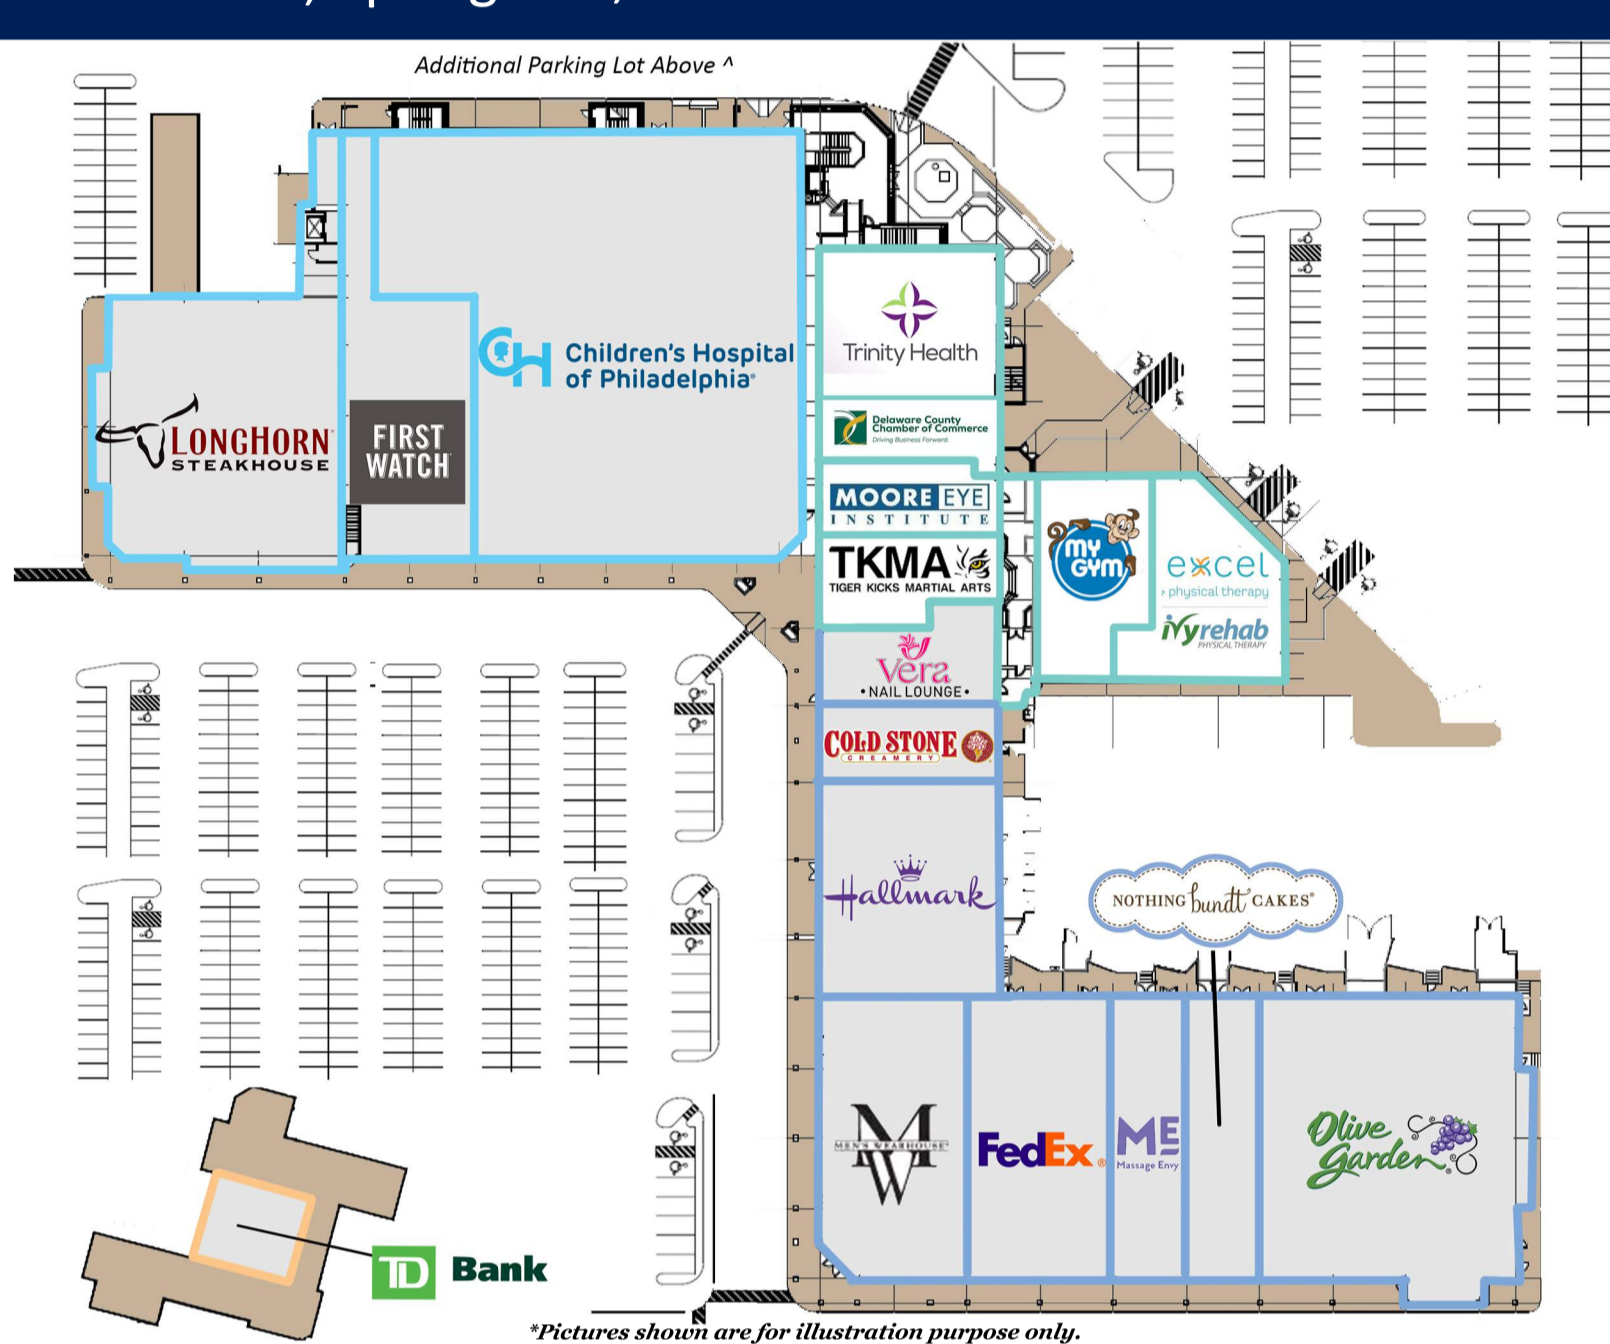 Additional Parking Lot Above ^
Trinity Health
CH Children's Hospital
of Philadelphia®
Delaware County
Chamber of Commerce
Driving Business Forward
LONGHORN®
STEAKHOUSE
FIRST
WATCH
MOORE EYE
INSTITUTE
TKMA
TIGER KICKS MARTIAL ARTS
MY
GYM
excel
physical therapy
ivyrehab
PHYSICAL THERAPY
Vera
• NAIL LOUNGE •
COLD STONE
CREAMERY
Hallmark
NOTHING bundt CAKES®
M
MEN'S WEARHOUSE®
W
FedEx®
ME
Massage Envy
Olive
Garden
TD Bank
*Pictures shown are for illustration purpose only.